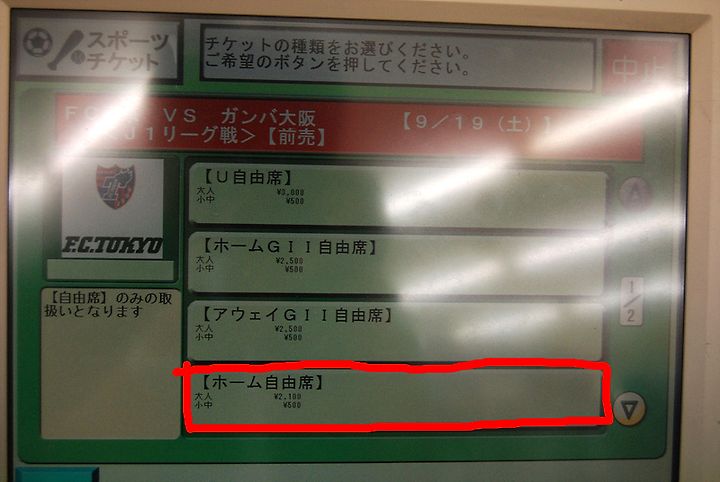 スポーツ
チケット
チケットの種類をお選びください。
ご希望のボタンを押してください。
中止
ＶＳ ガンバ大阪 【９／１９（土）】
Ｊ１リーグ戦＞【前売】
F.C.TOKYO
【自由席】のみの取
扱いとなります
【Ｕ自由席】
大人 ¥3,000
小中 ¥500
【ホームＧＩＩ自由席】
大人 ¥2,500
小中 ¥500
【アウェイＧＩＩ自由席】
大人 ¥2,500
小中 ¥500
【ホーム自由席】
大人 ¥2,100
小中 ¥500
1/2